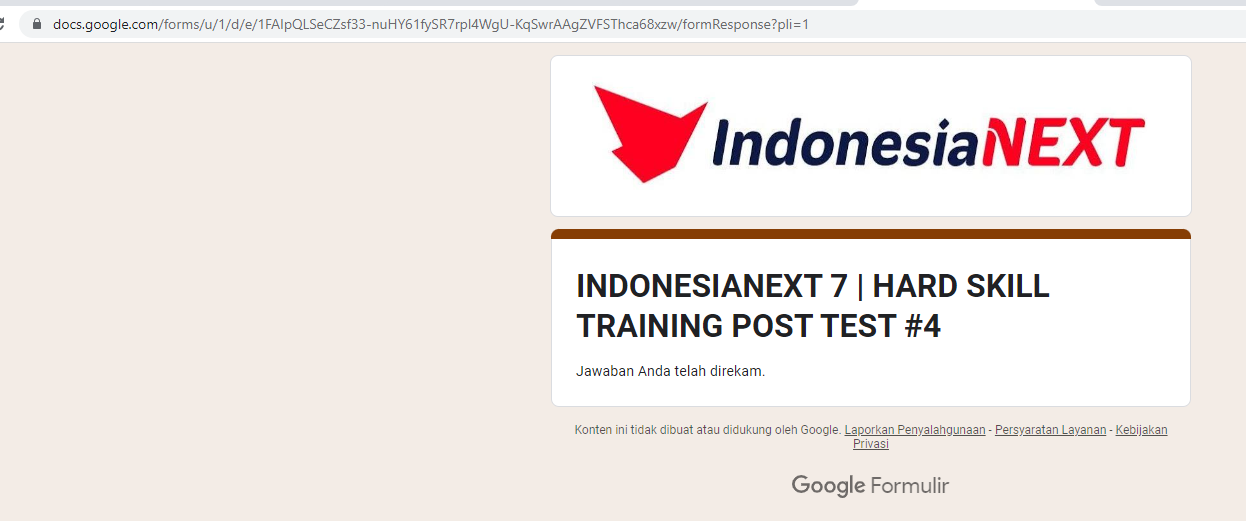 docs.google.com/forms/u/1/d/e/1FAIpQLSeCZsf33-nuHY61fySR7rpI4WgU-KqSwrAAgZVFSThca68xzw/formResponse?pli=1
IndonesiaNEXT
INDONESIANEXT 7 | HARD SKILL
TRAINING POST TEST #4
Jawaban Anda telah direkam.
Konten ini tidak dibuat atau didukung oleh Google. Laporkan Penyalahgunaan - Persyaratan Layanan - Kebijakan
Privasi
Google Formulir